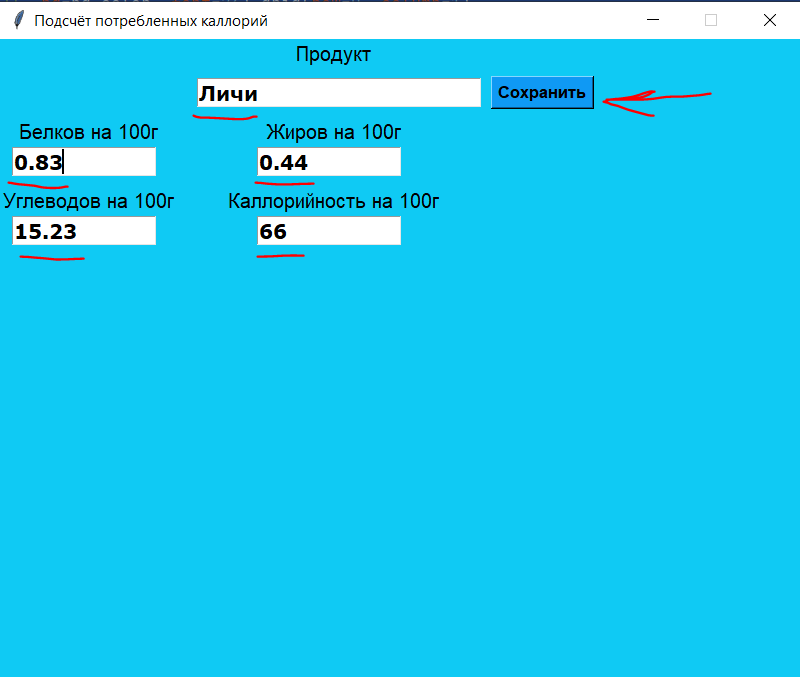 Подсчёт потребленных каллорий
Продукт
Личи Сохранить
Белков на 100г Жиров на 100г
0.83 0.44
Углеводов на 100г Каллорийность на 100г
15.23 66